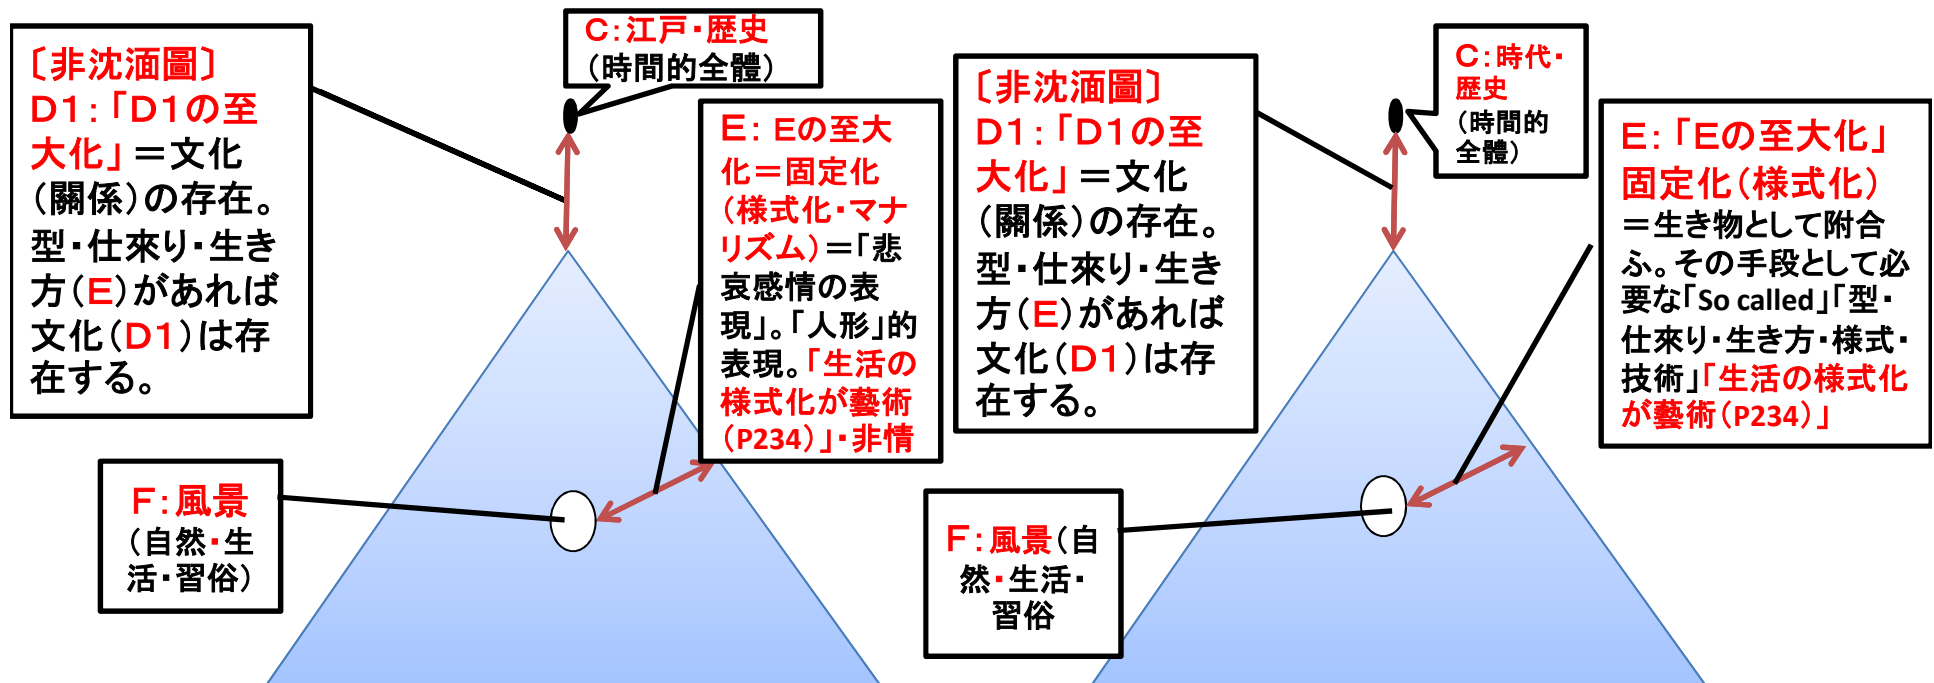 〔非沈湎圖〕
D1:「D1の至
大化」＝文化
(關係)の存在。
型・仕來り・生き
方(E)があれば
文化(D1)は存
在する。
C:江戸・歴史
(時間的全體)
E: Eの至大
化＝固定化
(様式化・マナ
リズム)＝「悲
哀感情の表
現」。「人形」的
表現。「生活の
様式化が藝術
(P234)」・非情
F:風景
(自然・生
活・習俗)
〔非沈湎圖〕
D1:「D1の至
大化」＝文化
(關係)の存在。
型・仕來り・生き
方(E)があれば
文化(D1)は存
在する。
C:時代・
歴史
(時間的
全體)
E:「Eの至大化」
固定化(様式化)
＝生き物として附合
ふ。その手段として必
要な「So called」「型・
仕來り・生き方・様式・
技術」「生活の様式化
が藝術(P234)」
F:風景(自
然・生活・
習俗